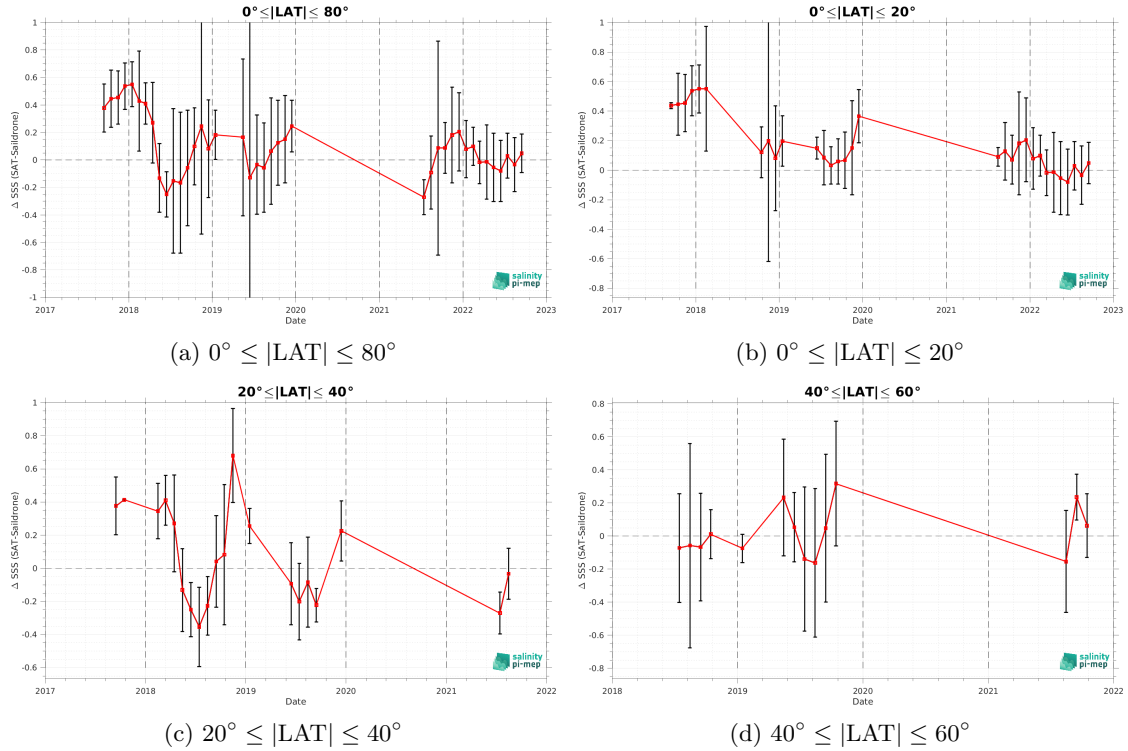 0°≤|LAT|≤ 80°
1
0.8
0.6
0.4
0.2
0
-0.2
-0.4
-0.6
-0.8
-1
Δ SSS (SAT-Saildrone)
2017 2018 2019 2020 2021 2022 2023
Date
salinity
pi-mep
(a) 0° ≤ |LAT| ≤ 80°
0°≤|LAT|≤ 20°
1
0.8
0.6
0.4
0.2
0
-0.2
-0.4
-0.6
-0.8
Δ SSS (SAT-Saildrone)
2017 2018 2019 2020 2021 2022 2023
Date
salinity
pi-mep
(b) 0° ≤ |LAT| ≤ 20°
20°≤|LAT|≤ 40°
1
0.8
0.6
0.4
0.2
0
-0.2
-0.4
-0.6
Δ SSS (SAT-Saildrone)
2017 2018 2019 2020 2021 2022
Date
salinity
pi-mep
(c) 20° ≤ |LAT| ≤ 40°
40°≤|LAT|≤ 60°
0.8
0.6
0.4
0.2
0
-0.2
-0.4
-0.6
-0.8
Δ SSS (SAT-Saildrone)
2018 2019 2020 2021 2022
Date
salinity
pi-mep
(d) 40° ≤ |LAT| ≤ 60°